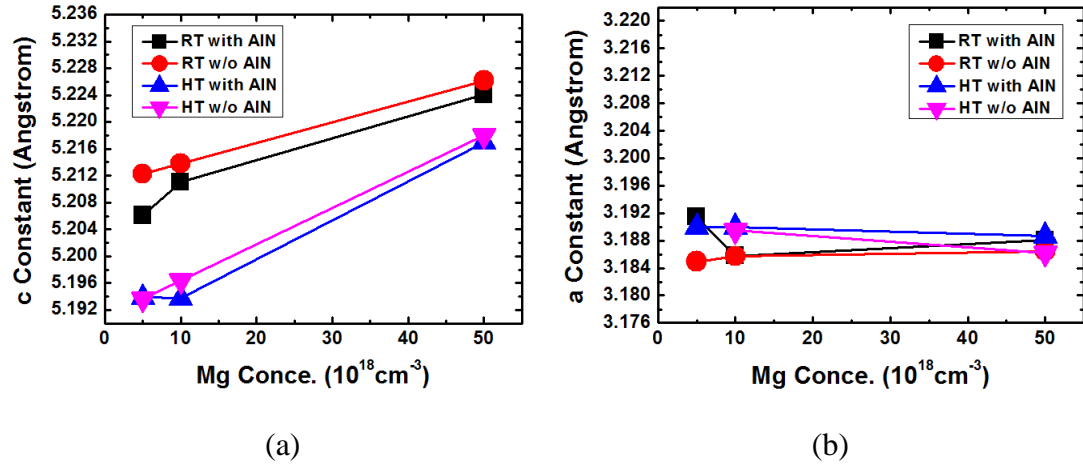 5.236
5.232
5.228
5.224
5.220
5.216
5.212
5.208
5.204
5.200
5.196
5.192
c Constant (Angstrom)
RT with AlN
RT w/o AlN
HT with AlN
HT w/o AlN
0 10 20 30 40 50
Mg Conce. (10¹⁸cm⁻³)
(a)
3.220
3.216
3.212
3.208
3.204
3.200
3.196
3.192
3.188
3.184
3.180
3.176
a Constant (Angstrom)
RT with AlN
RT w/o AlN
HT with AlN
HT w/o AlN
0 10 20 30 40 50
Mg Conce. (10¹⁸cm⁻³)
(b)